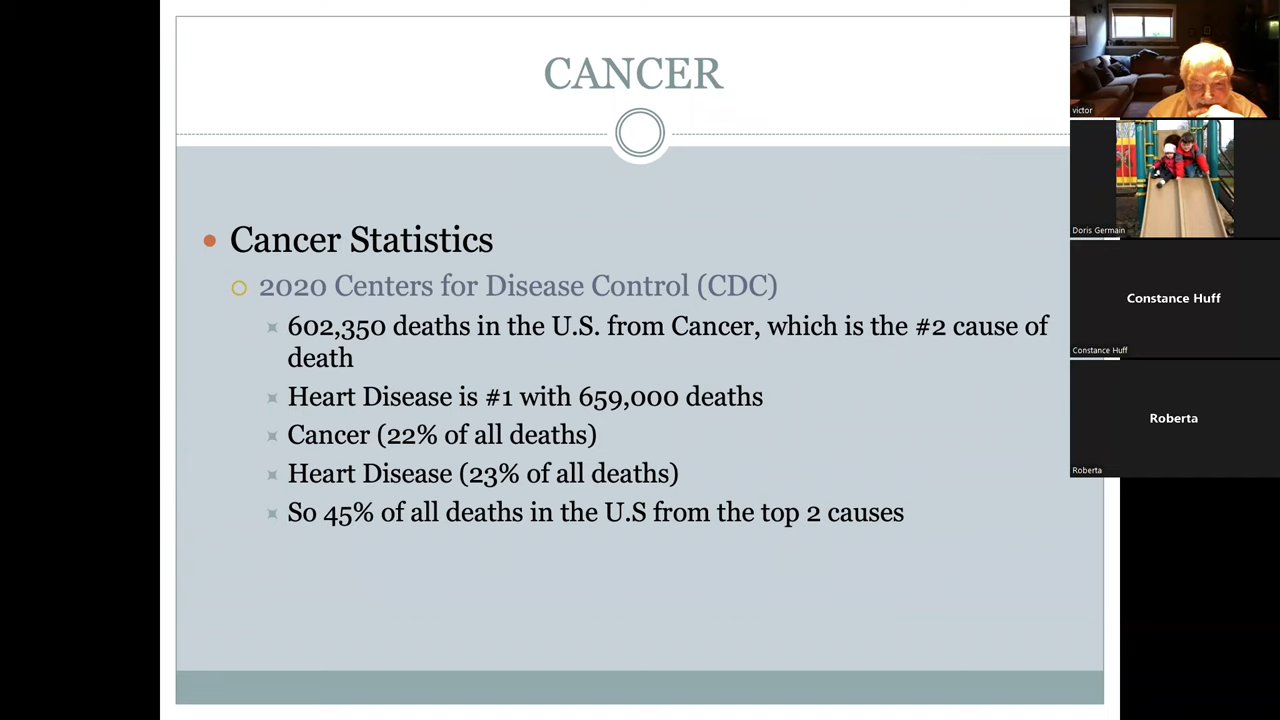 CANCER
Cancer Statistics
2020 Centers for Disease Control (CDC)
602,350 deaths in the U.S. from Cancer, which is the #2 cause of
death
Heart Disease is #1 with 659,000 deaths
Cancer (22% of all deaths)
Heart Disease (23% of all deaths)
So 45% of all deaths in the U.S from the top 2 causes
victor
Doris Germain
Constance Huff
Constance Huff
Roberta
Roberta